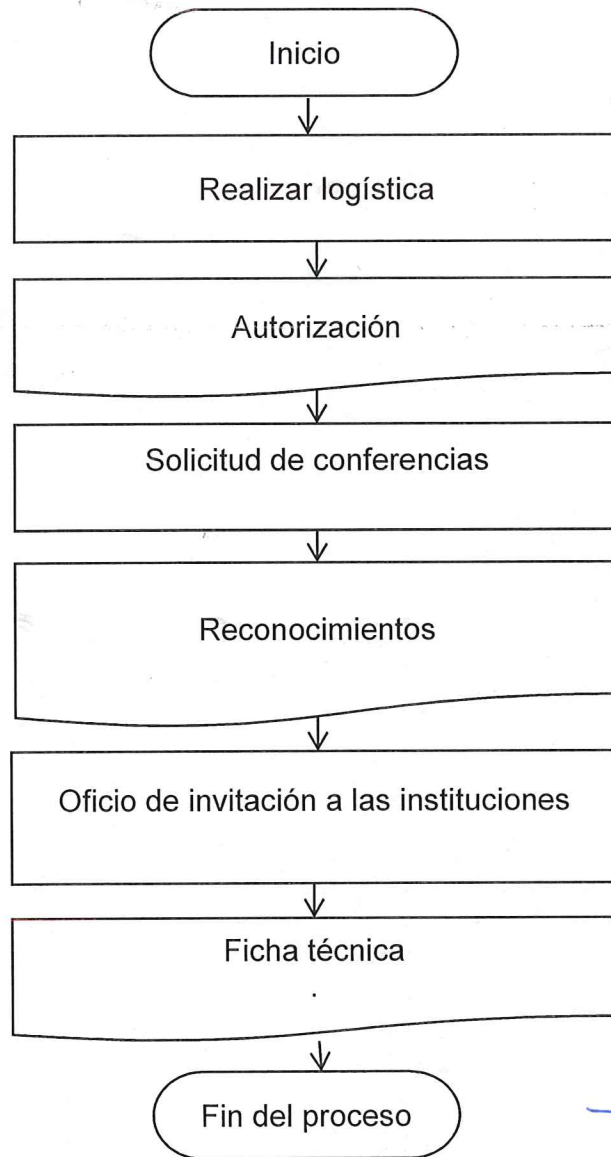 Inicio
Realizar logística
Autorización
Solicitud de conferencias
Reconocimientos
Oficio de invitación a las instituciones
Ficha técnica
.
Fin del proceso